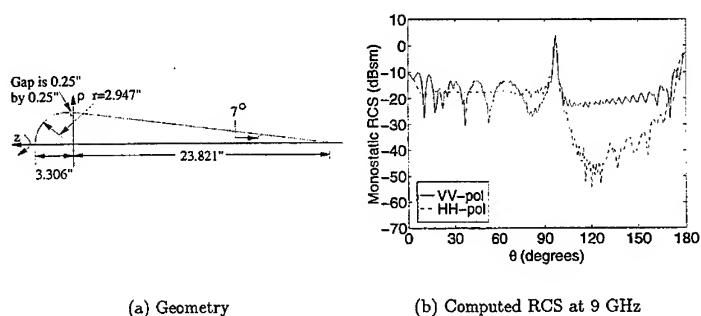 Gap is 0.25"
by 0.25"
ρ
r=2.947"
7°
z
23.821"
3.306"
(a) Geometry
Monostatic RCS (dBsm)
20
10
0
−10
−20
−30
−40
−50
−60
−70
VV−pol
HH−pol
0
30
60
90
120
150
180
θ (degrees)
(b) Computed RCS at 9 GHz